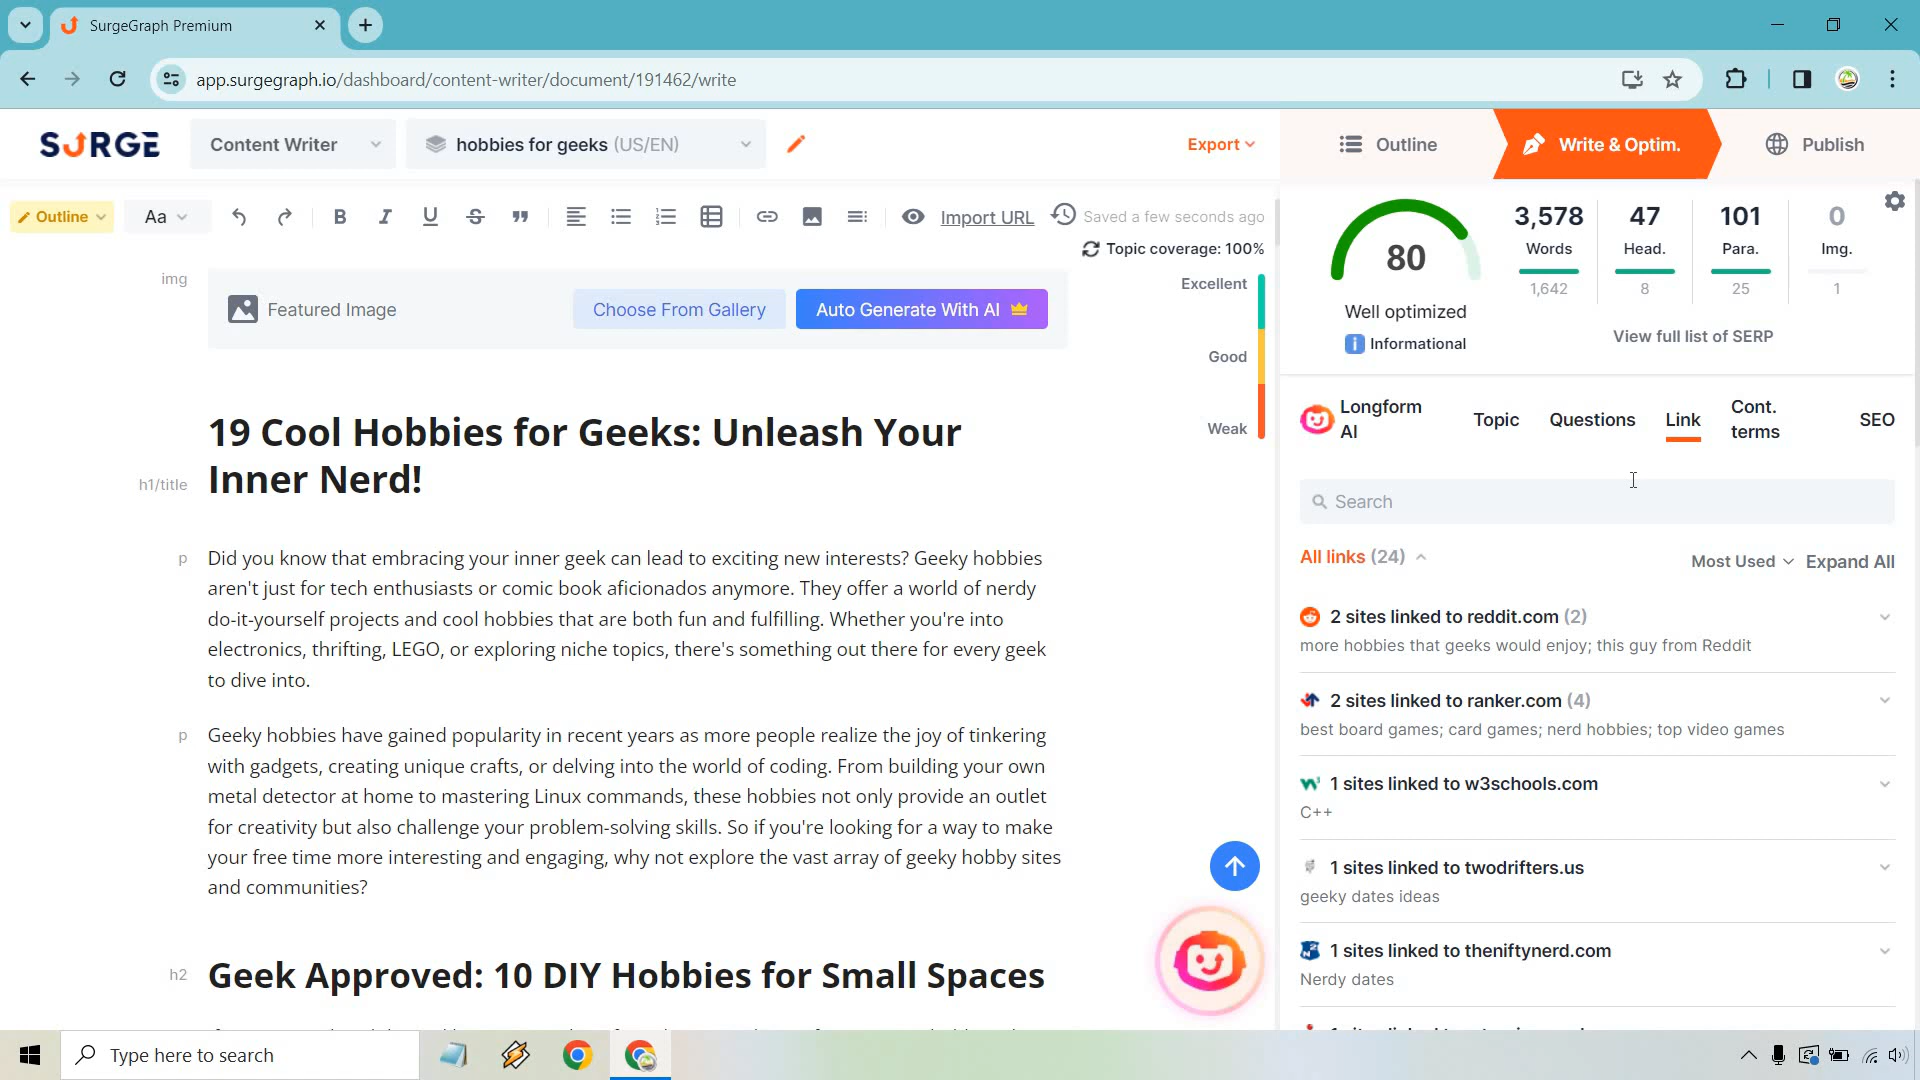 SurgeGraph Premium
app.surgegraph.io/dashboard/content-writer/document/191462/write
SURGE
Content Writer
hobbies for geeks (US/EN)
Export
Outline
Write & Optim.
Publish
Outline
Aa
Import URL
Saved a few seconds ago
Topic coverage: 100%
img
Featured Image
Choose From Gallery
Auto Generate With AI
Excellent
Good
Weak
h1/title
19 Cool Hobbies for Geeks: Unleash Your
Inner Nerd!
p
Did you know that embracing your inner geek can lead to exciting new interests? Geeky hobbies
aren't just for tech enthusiasts or comic book aficionados anymore. They offer a world of nerdy
do-it-yourself projects and cool hobbies that are both fun and fulfilling. Whether you're into
electronics, thrifting, LEGO, or exploring niche topics, there's something out there for every geek
to dive into.
p
Geeky hobbies have gained popularity in recent years as more people realize the joy of tinkering
with gadgets, creating unique crafts, or delving into the world of coding. From building your own
metal detector at home to mastering Linux commands, these hobbies not only provide an outlet
for creativity but also challenge your problem-solving skills. So if you're looking for a way to make
your free time more interesting and engaging, why not explore the vast array of geeky hobby sites
and communities?
h2
Geek Approved: 10 DIY Hobbies for Small Spaces
80
Well optimized
Informational
3,578
Words
1,642
47
Head.
8
101
Para.
25
0
Img.
1
View full list of SERP
Longform
AI
Topic
Questions
Link
Cont.
terms
SEO
Search
All links (24)
Most Used
Expand All
2 sites linked to reddit.com (2)
more hobbies that geeks would enjoy; this guy from Reddit
2 sites linked to ranker.com (4)
best board games; card games; nerd hobbies; top video games
1 sites linked to w3schools.com
C++
1 sites linked to twodrifters.us
geeky dates ideas
1 sites linked to theniftynerd.com
Nerdy dates
Type here to search